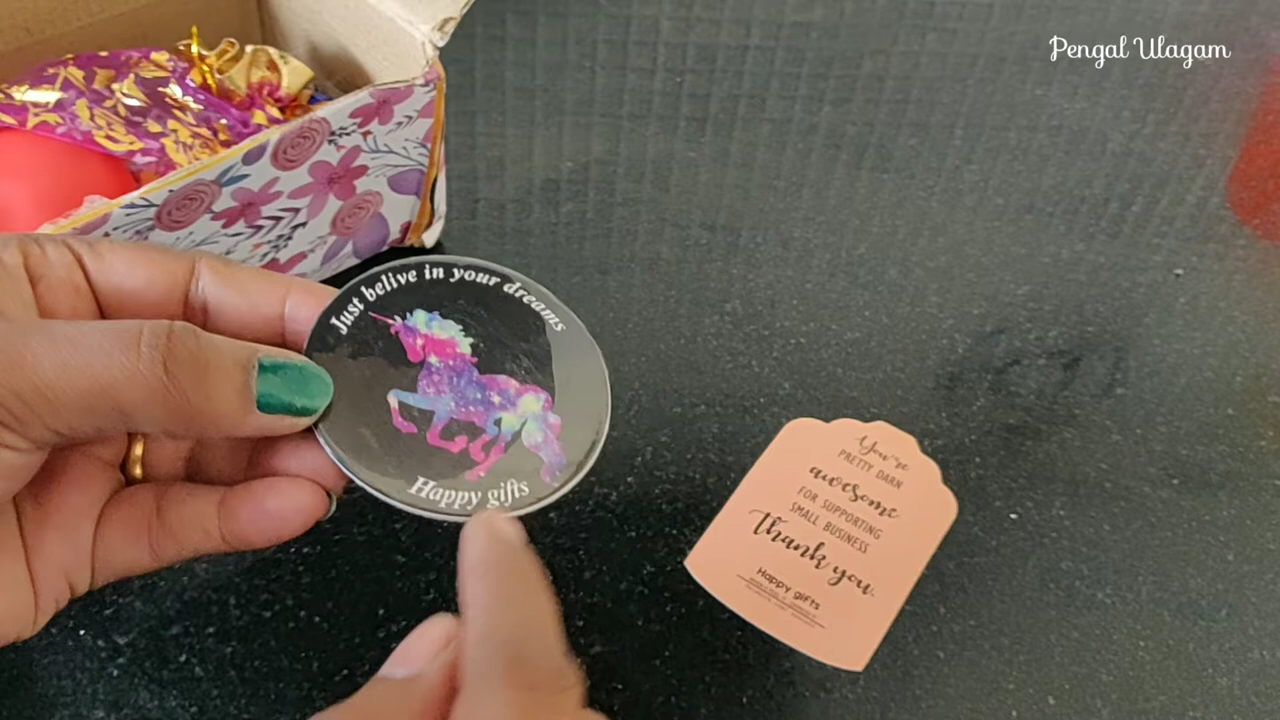 Pengal Ulagam
Just belive in your dreams
Happy gifts
You're
PRETTY DARN
awesome
FOR SUPPORTING
SMALL BUSINESS
thank you.
Happy gifts